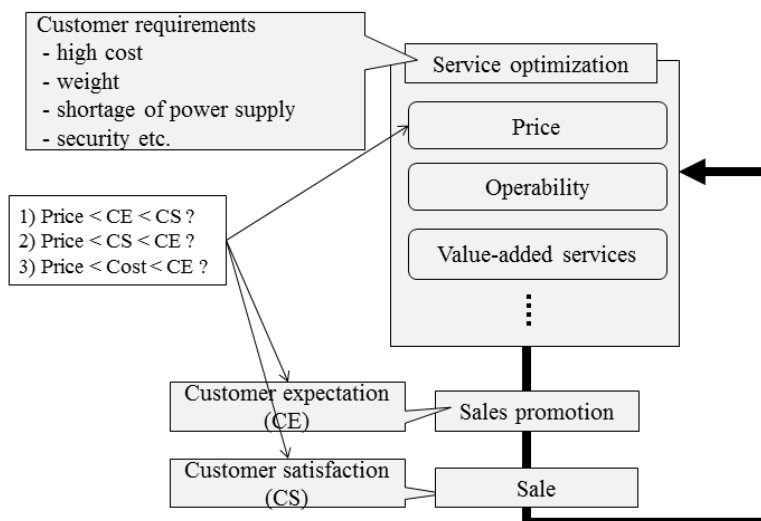 Customer requirements
- high cost
- weight
- shortage of power supply
- security etc.
Service optimization
Price
Operability
Value-added services
1) Price < CE < CS ?
2) Price < CS < CE ?
3) Price < Cost < CE ?
Customer expectation
(CE)
Sales promotion
Customer satisfaction
(CS)
Sale